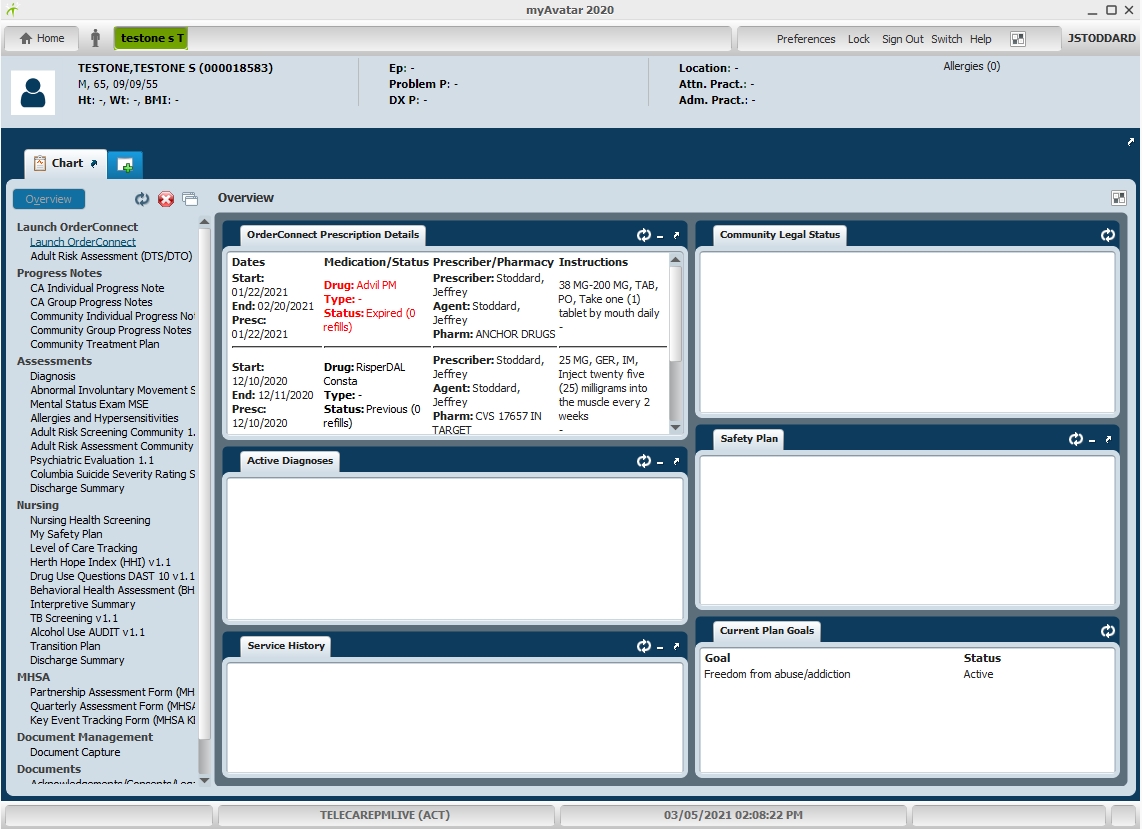 myAvatar 2020
Home
testone s T
Preferences Lock Sign Out Switch Help
JSTODDARD
TESTONE,TESTONE S (000018583)
M, 65, 09/09/55
Ht: -, Wt: -, BMI: -
Ep: -
Problem P: -
DX P: -
Location: -
Attn. Pract.: -
Adm. Pract.: -
Allergies (0)
Chart
Overview
Launch OrderConnect
Launch OrderConnect
Adult Risk Assessment (DTS/DTO)
Progress Notes
CA Individual Progress Note
CA Group Progress Notes
Community Individual Progress No
Community Group Progress Notes
Community Treatment Plan
Assessments
Diagnosis
Abnormal Involuntary Movement S
Mental Status Exam MSE
Allergies and Hypersensitivities
Adult Risk Screening Community 1.
Adult Risk Assessment Community
Psychiatric Evaluation 1.1
Columbia Suicide Severity Rating S
Discharge Summary
Nursing
Nursing Health Screening
My Safety Plan
Level of Care Tracking
Herth Hope Index (HHI) v1.1
Drug Use Questions DAST 10 v1.1
Behavioral Health Assessment (BH
Interpretive Summary
TB Screening v1.1
Alcohol Use AUDIT v1.1
Transition Plan
Discharge Summary
MHSA
Partnership Assessment Form (MH
Quarterly Assessment Form (MHSA
Key Event Tracking Form (MHSA K
Document Management
Document Capture
Documents
Overview
OrderConnect Prescription Details
Dates Medication/Status Prescriber/Pharmacy Instructions
Start:
01/22/2021
End: 02/20/2021
Presc:
01/22/2021
Drug: Advil PM
Type: -
Status: Expired (0
refills)
Prescriber: Stoddard,
Jeffrey
Agent: Stoddard,
Jeffrey
Pharm: ANCHOR DRUGS
38 MG-200 MG, TAB,
PO, Take one (1)
tablet by mouth daily
-
Start:
12/10/2020
End: 12/11/2020
Presc:
12/10/2020
Drug: RisperDAL
Consta
Type: -
Status: Previous (0
refills)
Prescriber: Stoddard,
Jeffrey
Agent: Stoddard,
Jeffrey
Pharm: CVS 17657 IN
TARGET
25 MG, GER, IM,
Inject twenty five
(25) milligrams into
the muscle every 2
weeks
-
Active Diagnoses
Service History
Community Legal Status
Safety Plan
Current Plan Goals
Goal Status
Freedom from abuse/addiction Active
TELECAREPMLIVE (ACT)
03/05/2021 02:08:22 PM